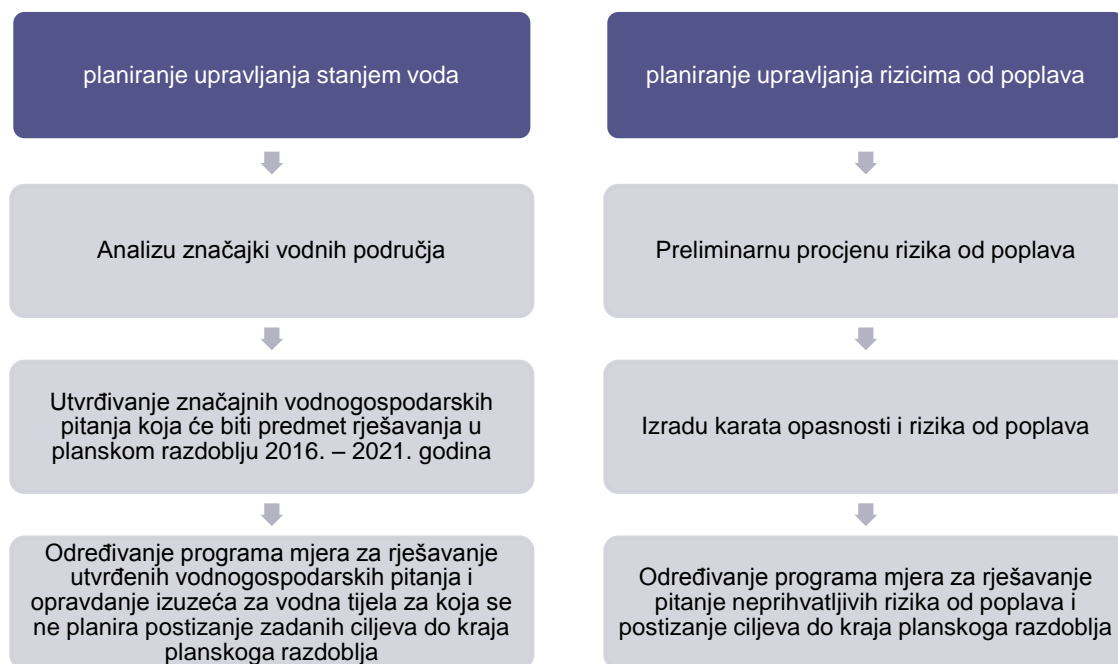 planiranje upravljanja stanjem voda
Analizu značajki vodnih područja
Utvrđivanje značajnih vodnogospodarskih
pitanja koja će biti predmet rješavanja u
planskom razdoblju 2016. – 2021. godina
Određivanje programa mjera za rješavanje
utvrđenih vodnogospodarskih pitanja i
opravdanje izuzeća za vodna tijela za koja se
ne planira postizanje zadanih ciljeva do kraja
planskoga razdoblja
planiranje upravljanja rizicima od poplava
Preliminarnu procjenu rizika od poplava
Izradu karata opasnosti i rizika od poplava
Određivanje programa mjera za rješavanje
pitanje neprihvatljivih rizika od poplava i
postizanje ciljeva do kraja planskoga razdoblja